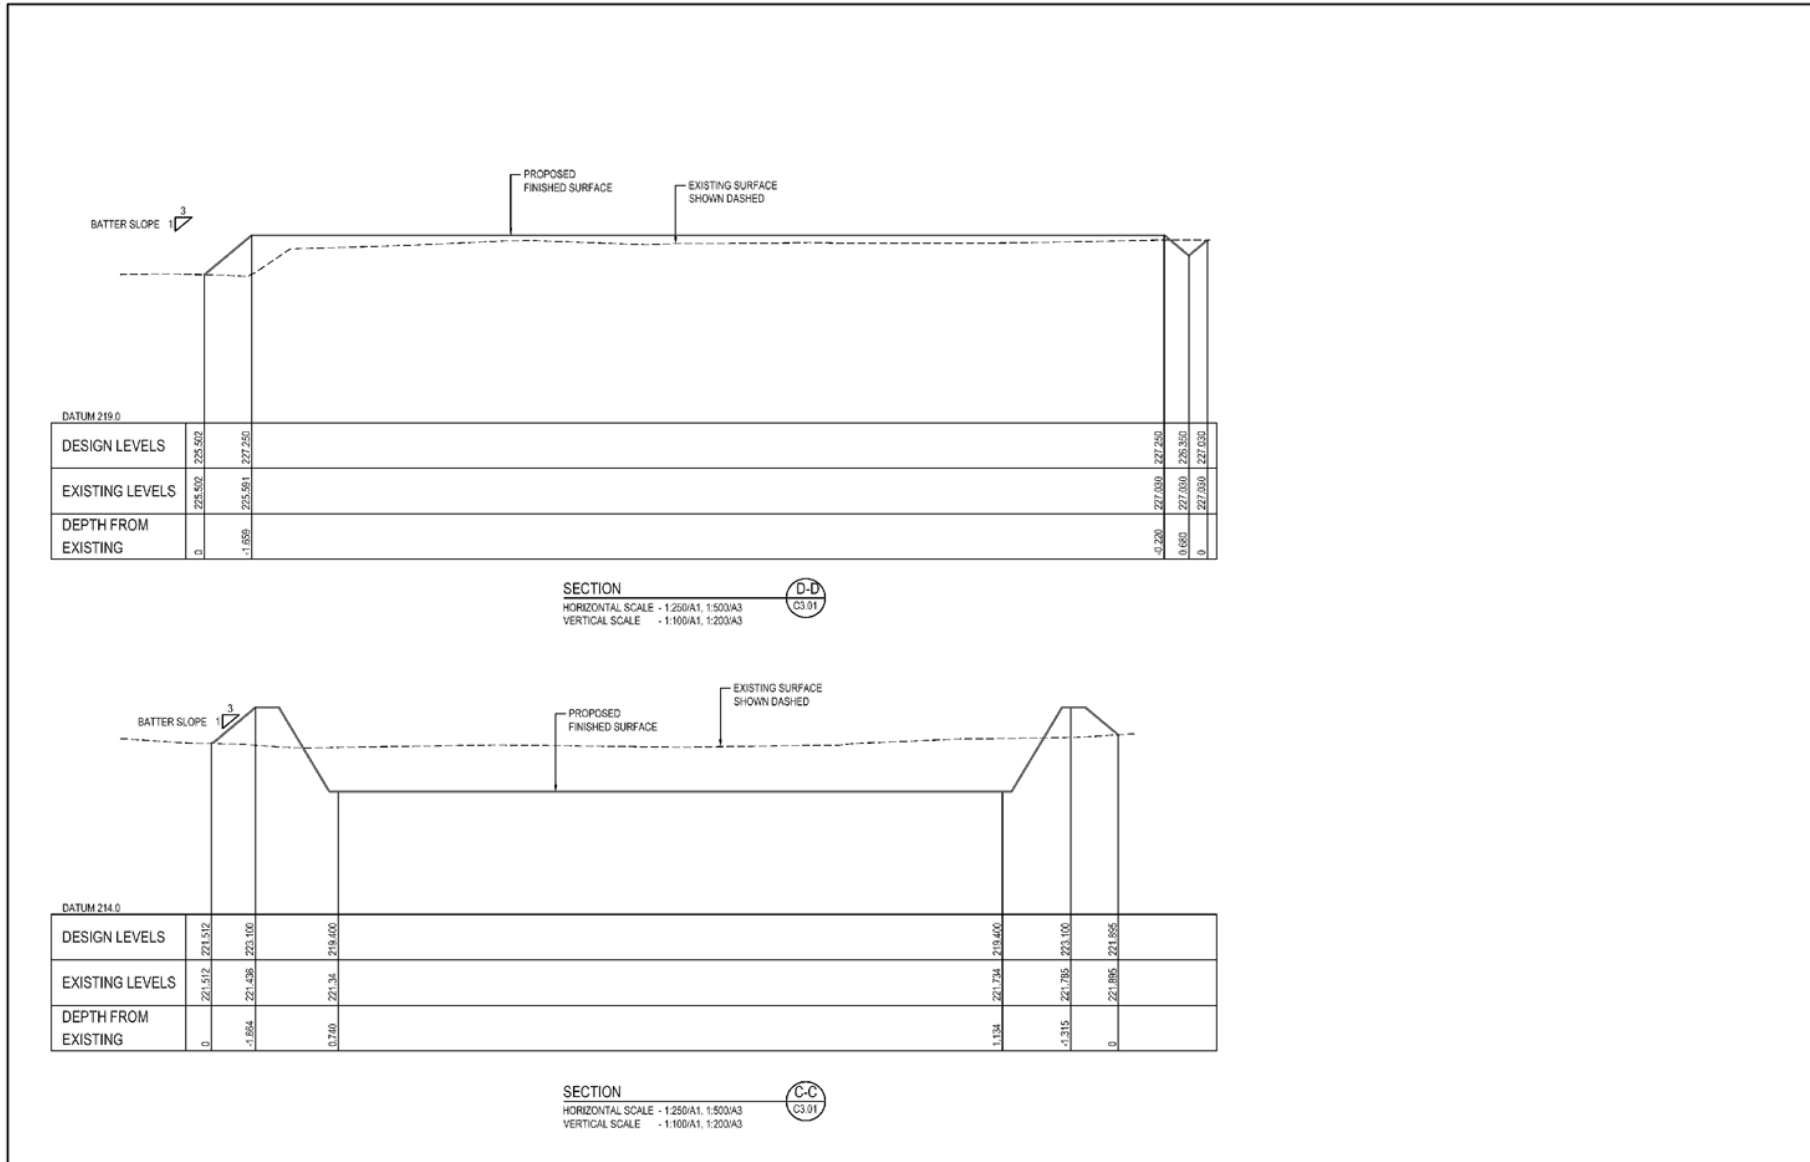 PROPOSED
FINISHED SURFACE
EXISTING SURFACE
SHOWN DASHED
3
BATTER SLOPE 1
DATUM 219.0
DESIGN LEVELS 225.502 227.250 227.250 226.350 227.030
EXISTING LEVELS 225.502 225.591 227.030 227.030 227.030
DEPTH FROM
EXISTING 0 -1.659 -0.220 0.680 0
SECTION D-D
HORIZONTAL SCALE - 1:250/A1, 1:500/A3 C3.01
VERTICAL SCALE - 1:100/A1, 1:200/A3
EXISTING SURFACE
SHOWN DASHED
3
BATTER SLOPE 1
PROPOSED
FINISHED SURFACE
DATUM 214.0
DESIGN LEVELS 221.512 223.100 219.400 219.400 223.100 221.895
EXISTING LEVELS 221.512 221.436 221.34 221.734 221.785 221.895
DEPTH FROM
EXISTING 0 -1.664 0.740 1.134 -1.315 0
SECTION C-C
HORIZONTAL SCALE - 1:250/A1, 1:500/A3 C3.01
VERTICAL SCALE - 1:100/A1, 1:200/A3